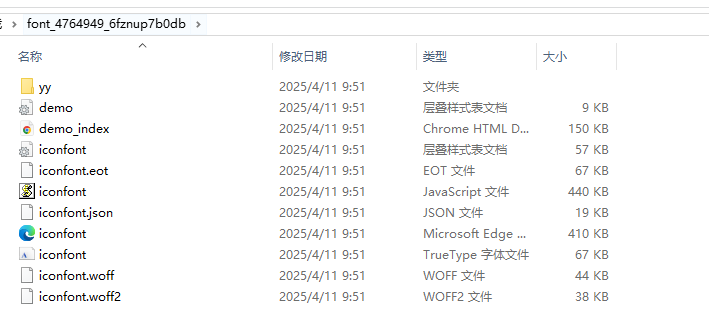 font_4764949_6fznup7b0db
名称 修改日期 类型 大小
yy 2025/4/11 9:51 文件夹
demo 2025/4/11 9:51 层叠样式表文档 9 KB
demo_index 2025/4/11 9:51 Chrome HTML D... 150 KB
iconfont 2025/4/11 9:51 层叠样式表文档 57 KB
iconfont.eot 2025/4/11 9:51 EOT 文件 67 KB
iconfont 2025/4/11 9:51 JavaScript 文件 440 KB
iconfont.json 2025/4/11 9:51 JSON 文件 19 KB
iconfont 2025/4/11 9:51 Microsoft Edge ... 410 KB
iconfont 2025/4/11 9:51 TrueType 字体文件 67 KB
iconfont.woff 2025/4/11 9:51 WOFF 文件 44 KB
iconfont.woff2 2025/4/11 9:51 WOFF2 文件 38 KB